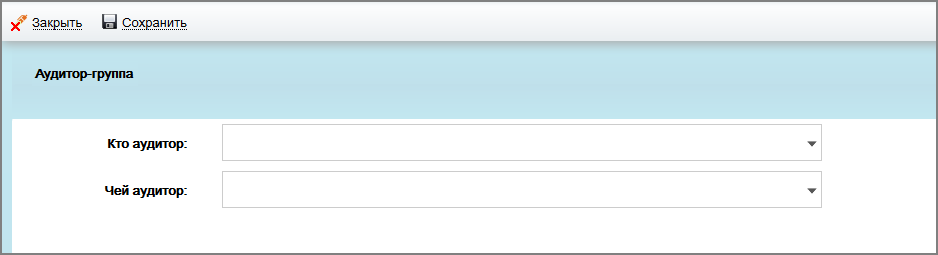 Закрыть Сохранить
Аудитор-группа
Кто аудитор:
Чей аудитор: